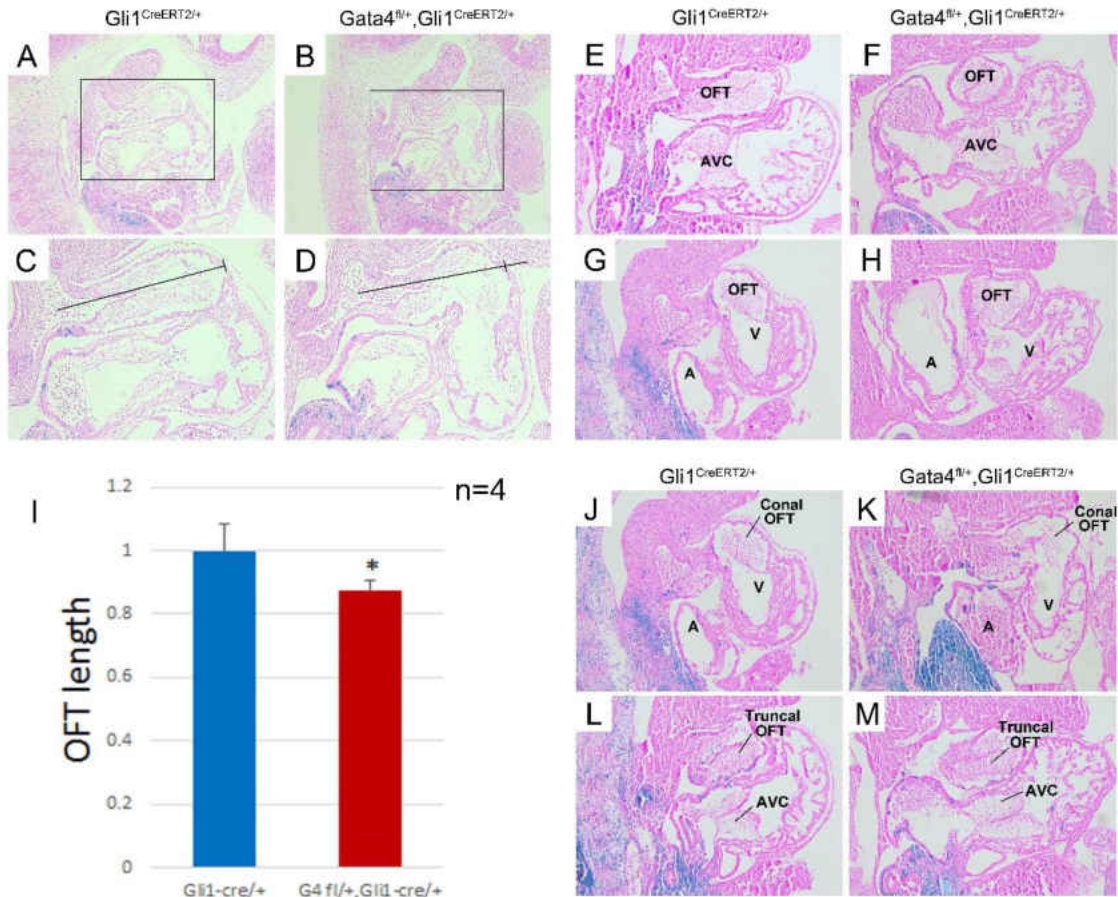 Gli1CreERT2/+
Gata4fl/+,Gli1CreERT2/+
Gli1CreERT2/+
Gata4fl/+,Gli1CreERT2/+
A
B
E
OFT
AVC
F
OFT
AVC
C
D
G
OFT
V
A
H
OFT
V
A
I
n=4
1.2
1
0.8
0.6
0.4
0.2
0
OFT length
*
Gli1-cre/+
G4 fl/+,Gli1-cre/+
Gli1CreERT2/+
Gata4fl/+,Gli1CreERT2/+
J
Conal
OFT
V
A
K
Conal
OFT
V
A
L
Truncal
OFT
AVC
M
Truncal
OFT
AVC